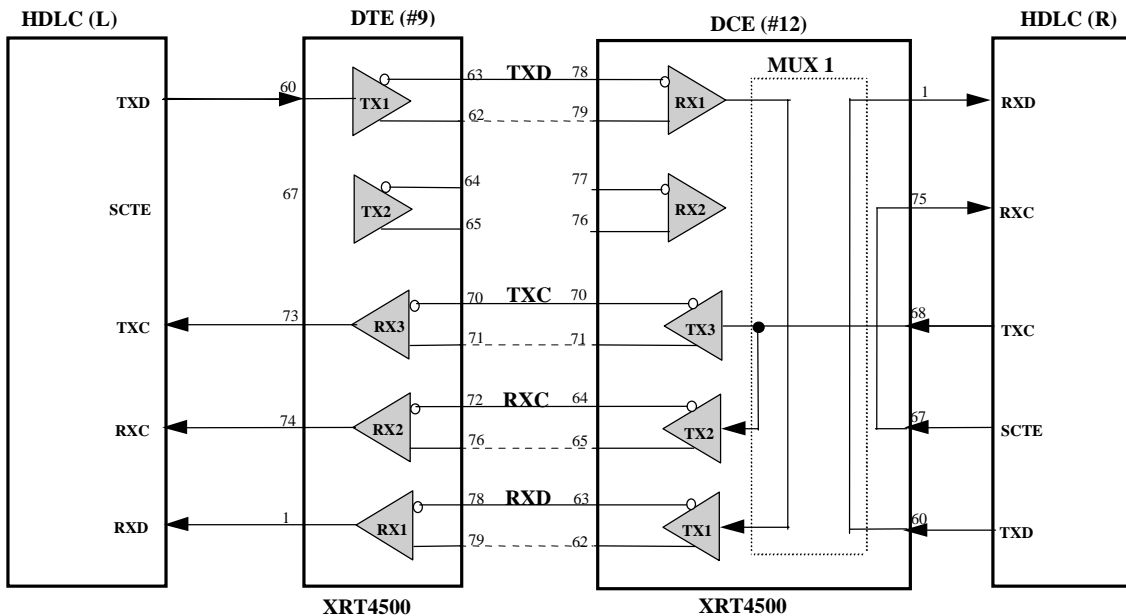 HDLC (L) DTE (#9) DCE (#12) HDLC (R)
MUX 1
TXD 60 TX1 63 TXD 78 RX1 1 RXD
62 79
SCTE 67 TX2 64 77 RX2 75 RXC
65 76
TXC 73 RX3 70 TXC 70 TX3 68 TXC
71 71
RXC 74 RX2 72 RXC 64 TX2 67 SCTE
76 65
RXD 1 RX1 78 RXD 63 TX1 60 TXD
79 62
XRT4500 XRT4500